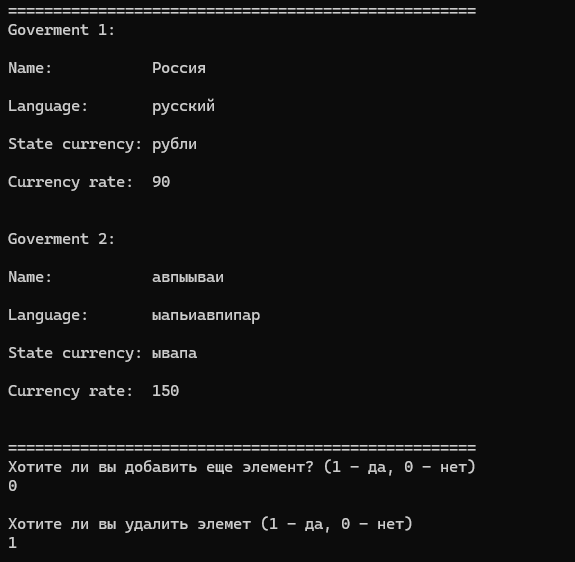 ====================================================
Goverment 1:
Name: Россия
Language: русский
State currency: рубли
Currency rate: 90
Goverment 2:
Name: авпыываи
Language: ыапьиавпипар
State currency: ывапа
Currency rate: 150
====================================================
Хотите ли вы добавить еще элемент? (1 - да, 0 - нет)
0
Хотите ли вы удалить элемет (1 - да, 0 - нет)
1